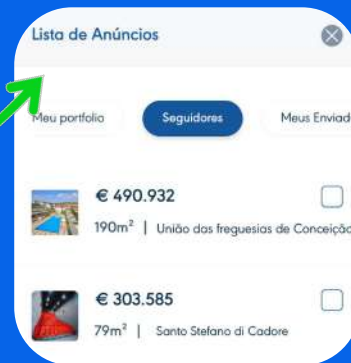 Lista de Anúncios
Meu portfolio
Seguidores
Meus Enviad
€ 490.932
190m² | União das freguesias de Conceição
€ 303.585
79m² | Santo Stefano di Cadore